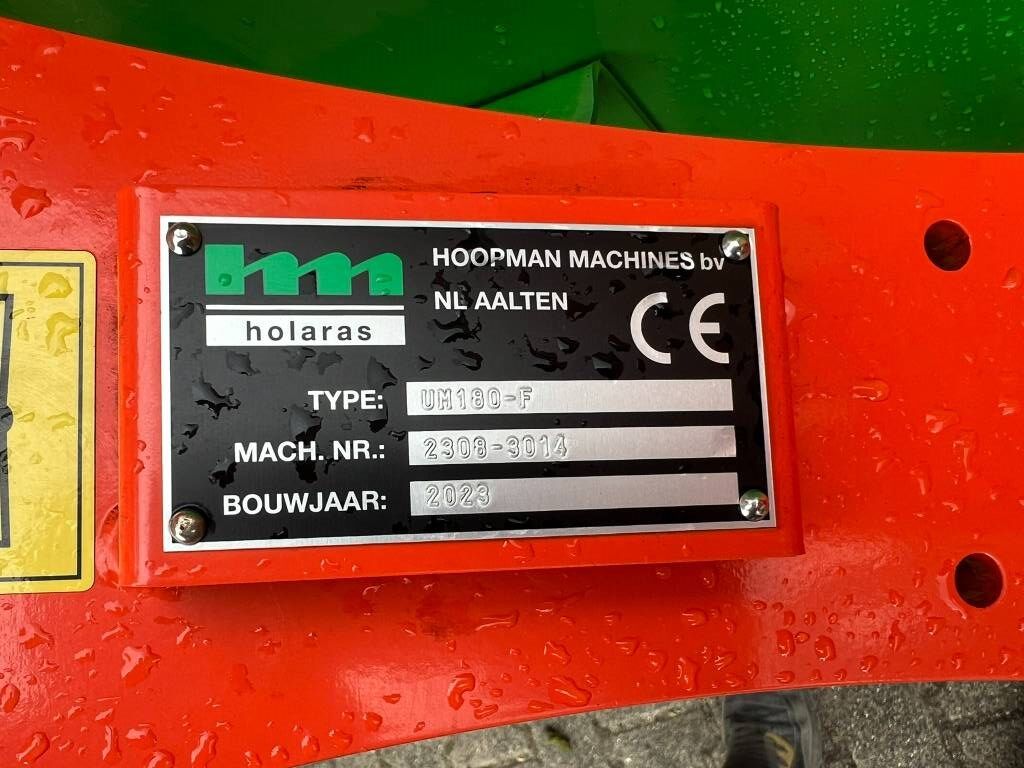 hm
holaras
HOOPMAN MACHINES bv
NL AALTEN
CE
TYPE: UM180-F
MACH. NR.: 2308-3014
BOUWJAAR: 2023